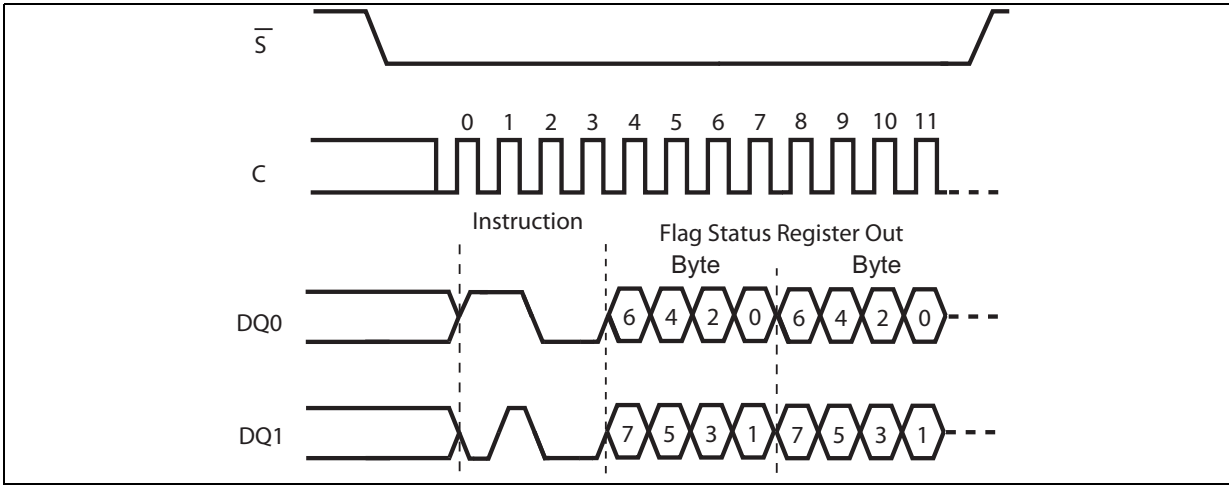 S̅
0 1 2 3 4 5 6 7 8 9 10 11
C
Instruction
Flag Status Register Out
Byte Byte
DQ0
6 4 2 0 6 4 2 0
DQ1
7 5 3 1 7 5 3 1